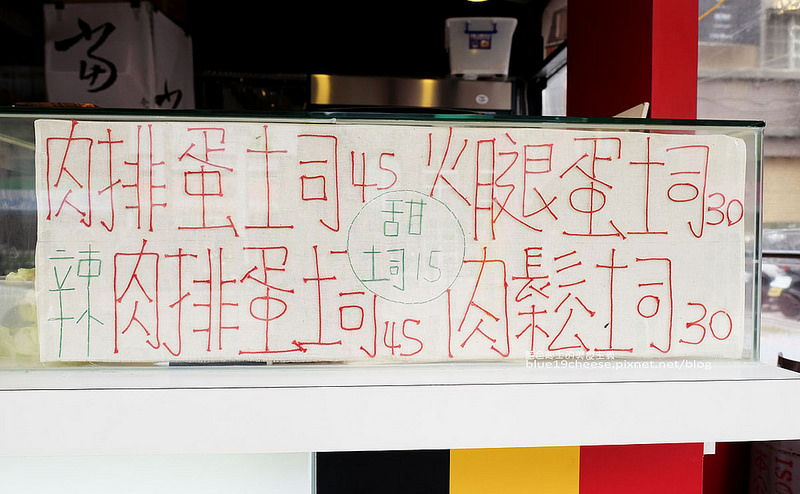 當
肉排蛋土司45
火腿蛋土司30
甜
土司15
辣肉排蛋土司45
肉鬆土司30
blue19cheese.pixnet.net/blog